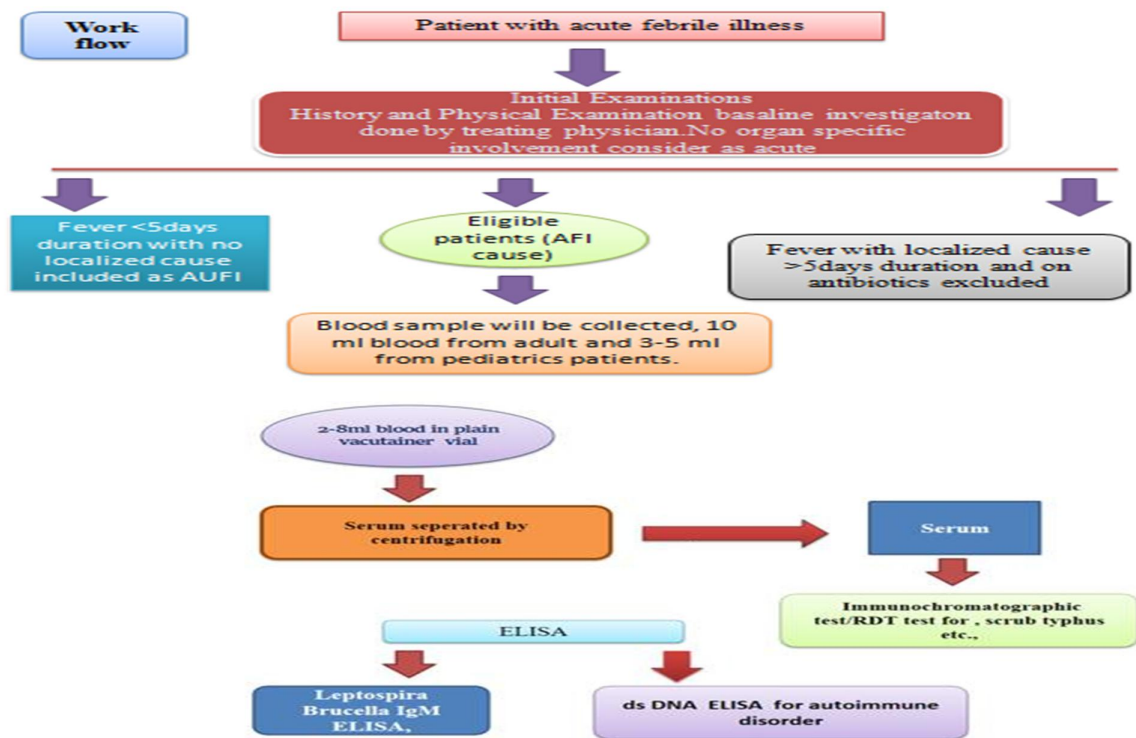 Work
flow
Patient with acute febrile illness
Initial Examinations
History and Physical Examination basaline investigaton
done by treating physician.No organ specific
involvement consider as acute
Fever <5days
duration with no
localized cause
included as AUFI
Eligible
patients (AFI
cause)
Fever with localized cause
>5days duration and on
antibiotics excluded
Blood sample will be collected, 10
ml blood from adult and 3-5 ml
from pediatrics patients.
2-8ml blood in plain
vacutainer vial
Serum seperated by
centrifugation
Serum
Immunochromatographic
test/RDT test for , scrub typhus
etc.,
ELISA
Leptospira
Brucella IgM
ELISA,
ds DNA ELISA for autoimmune
disorder